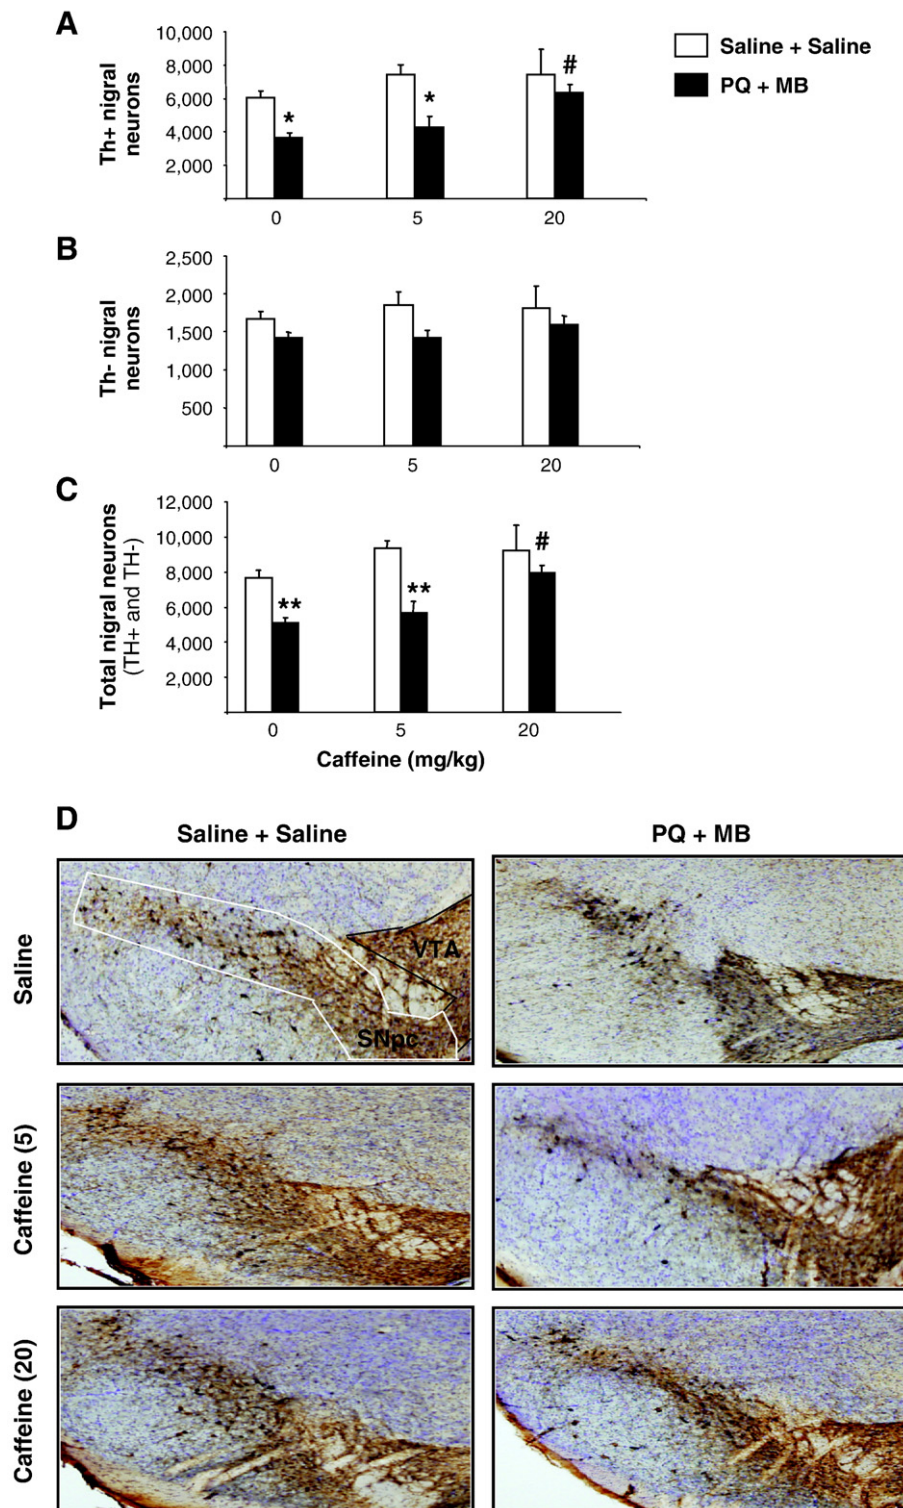 A
10,000
8,000
6,000
4,000
2,000
Th+ nigral
neurons
* * #
0 5 20
Saline + Saline
PQ + MB
B
2,500
2,000
1,500
1,000
500
Th- nigral
neurons
0 5 20
C
12,000
10,000
8,000
6,000
4,000
2,000
Total nigral neurons
(TH+ and TH-)
** ** #
0 5 20
Caffeine (mg/kg)
D
Saline + Saline PQ + MB
Saline
VTA
SNpc
Caffeine (5)
Caffeine (20)